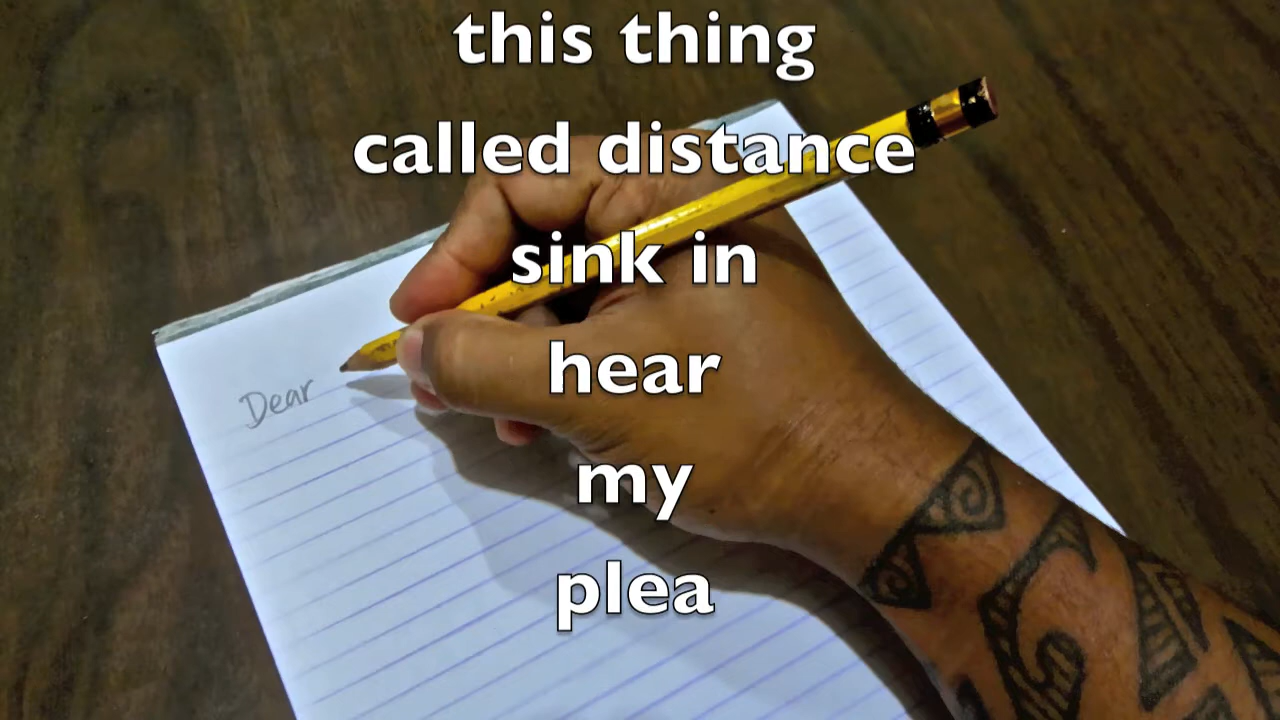 this thing
called distance
sink in
hear
my
plea
Dear